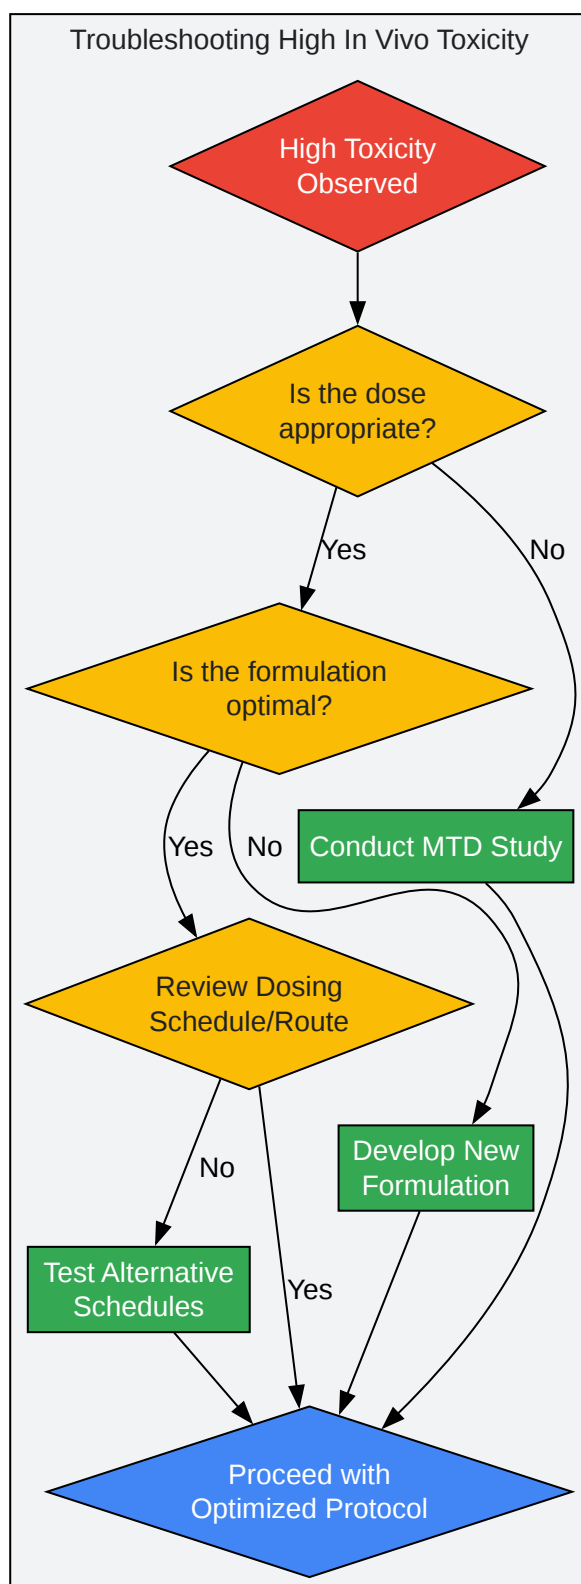 Troubleshooting High In Vivo Toxicity
High Toxicity
Observed
Is the dose
appropriate?
Yes
No
Is the formulation
optimal?
Conduct MTD Study
Yes
No
Review Dosing
Schedule/Route
Develop New
Formulation
No
Test Alternative
Schedules
Yes
Proceed with
Optimized Protocol